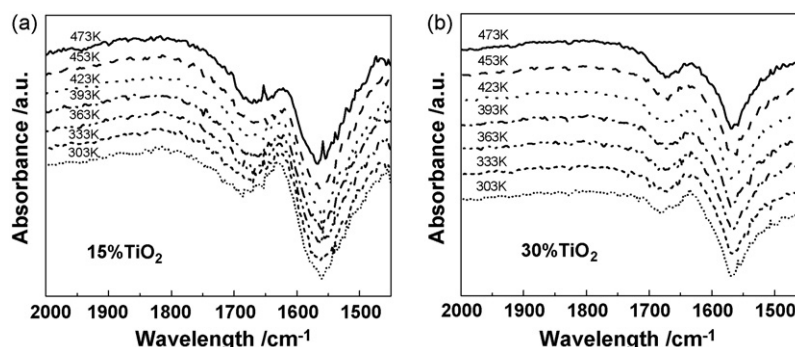 (a)
473K
453K
423K
393K
363K
333K
303K
15%TiO₂
Absorbance /a.u.
2000 1900 1800 1700 1600 1500
Wavelength /cm⁻¹
(b)
473K
453K
423K
393K
363K
333K
303K
30%TiO₂
Absorbance /a.u.
2000 1900 1800 1700 1600 1500
Wavelength /cm⁻¹